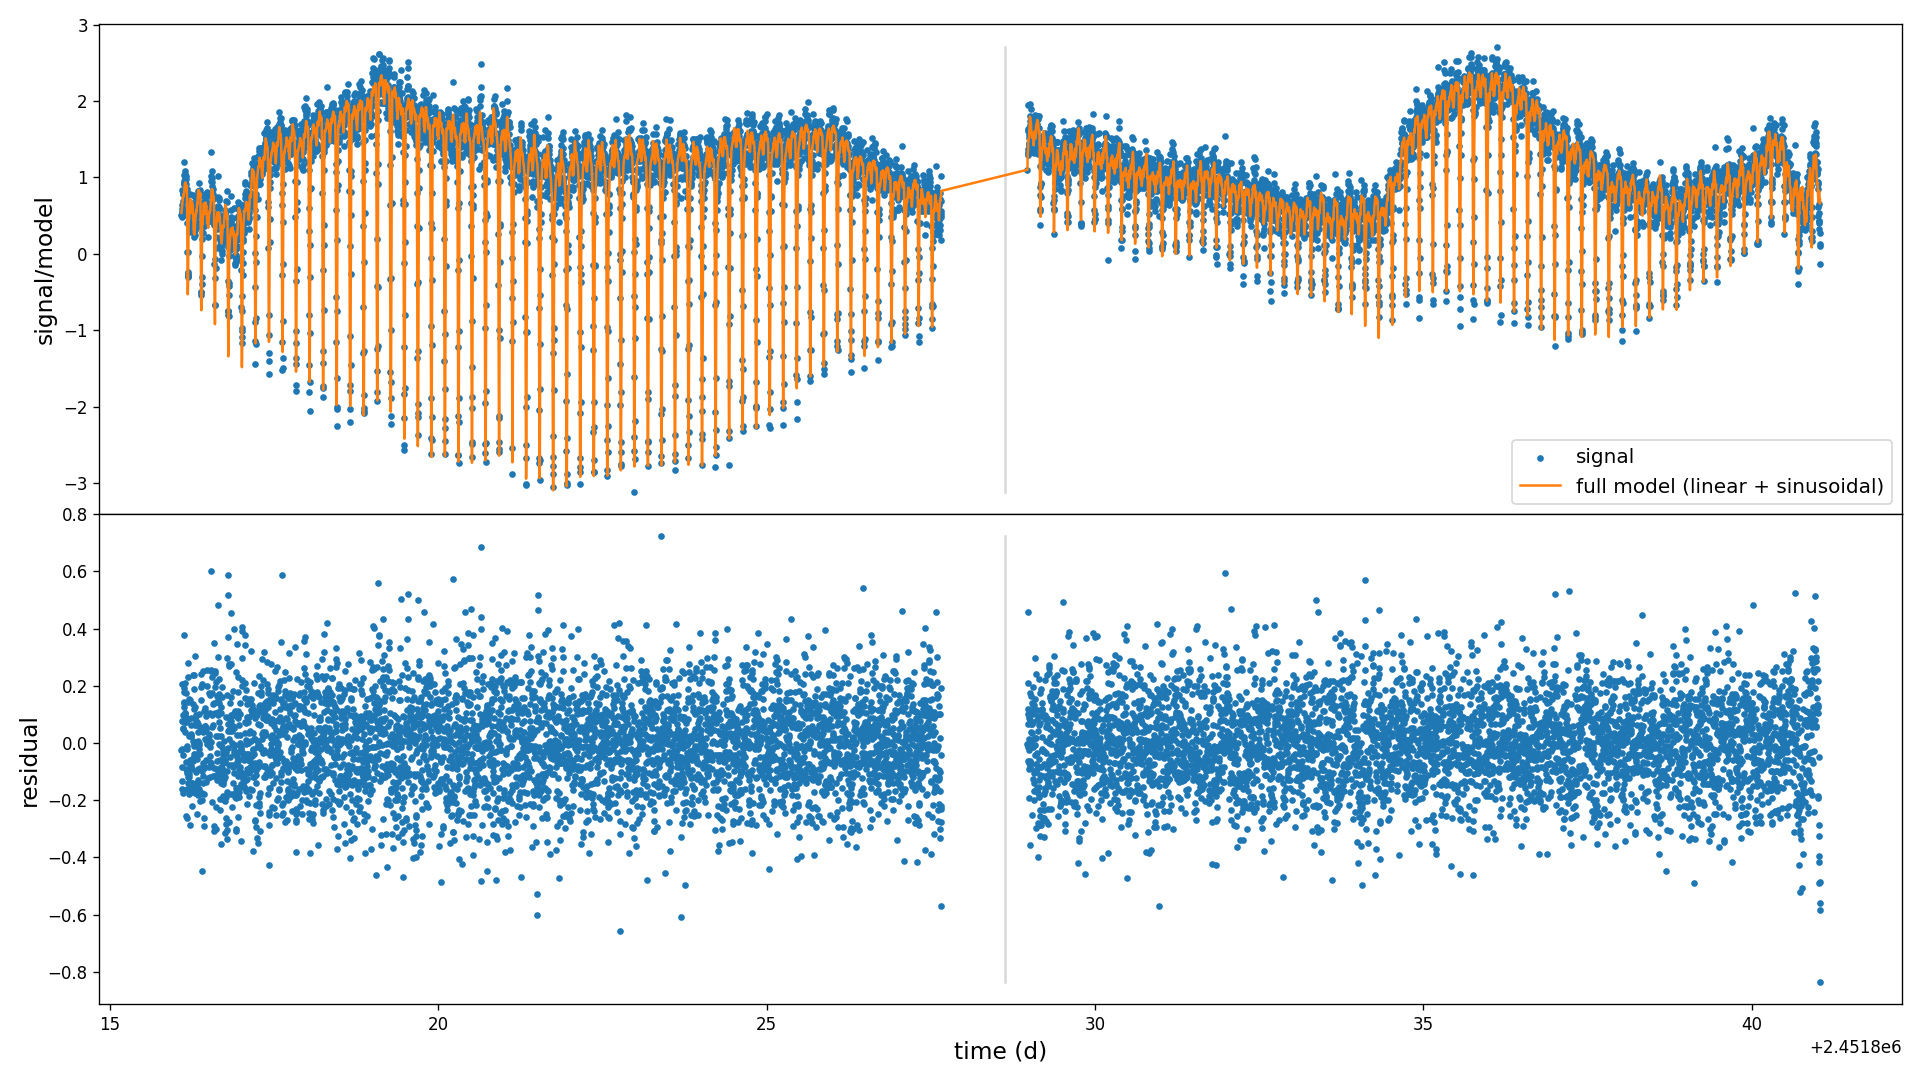 3
2
1
0
−1
−2
−3
signal/model
signal
full model (linear + sinusoidal)
0.8
0.6
0.4
0.2
0.0
−0.2
−0.4
−0.6
−0.8
residual
15 20 25 30 35 40
time (d)
+2.4518e6